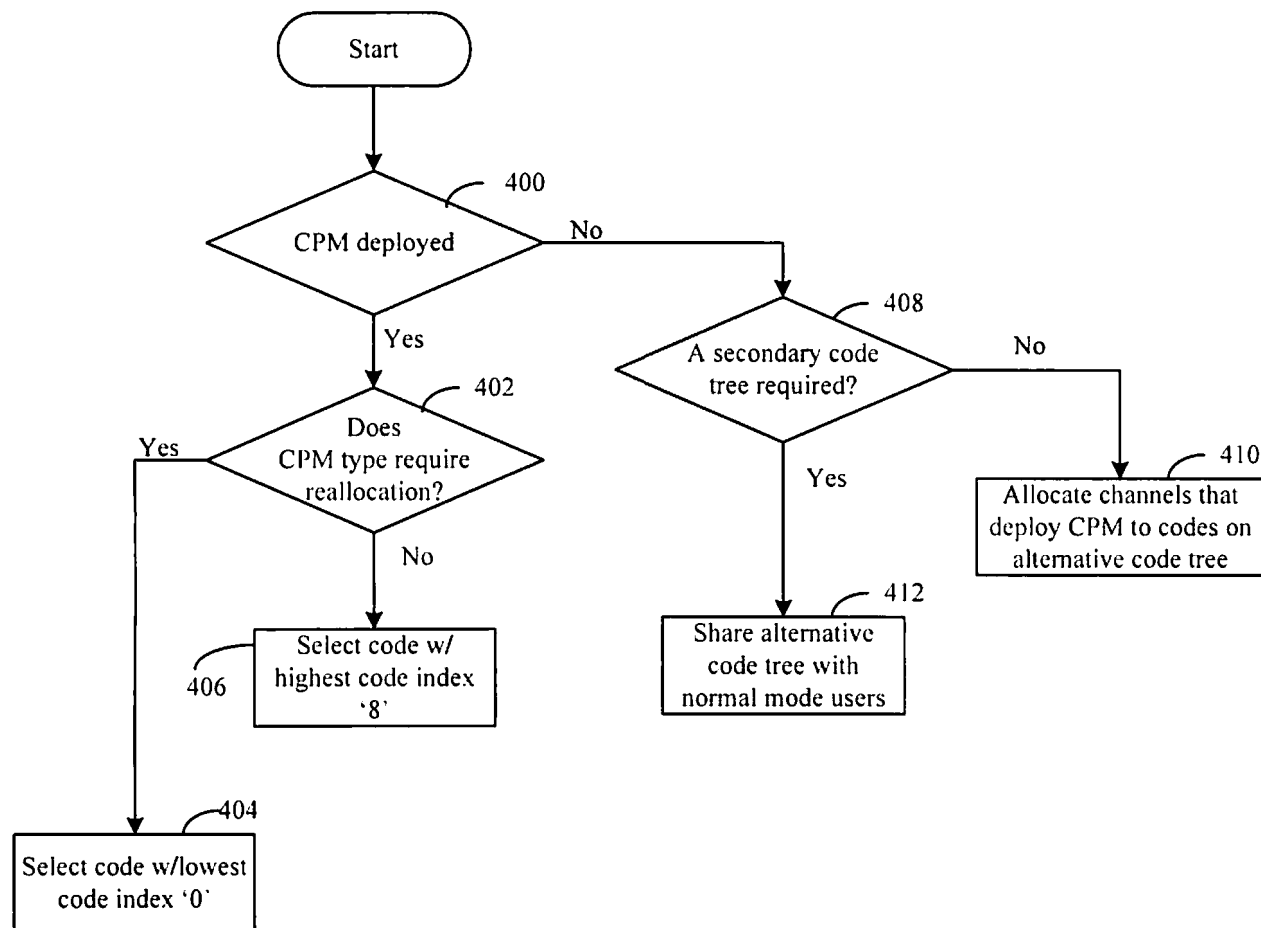 Start
400
CPM deployed
No
Yes
408
A secondary code
tree required?
No
402
Does
CPM type require
reallocation?
Yes
No
Yes
410
Allocate channels that
deploy CPM to codes on
alternative code tree
412
Share alternative
code tree with
normal mode users
406
Select code w/
highest code index
‘8’
404
Select code w/lowest
code index ‘0’